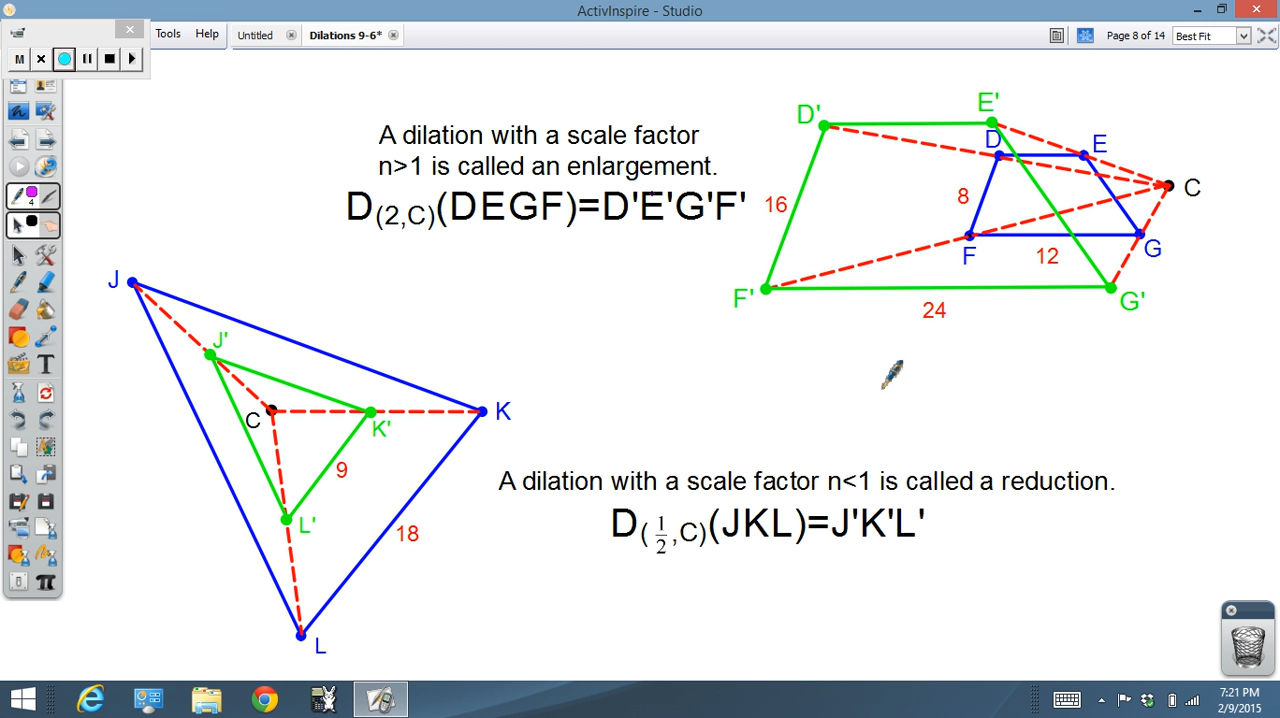 ActivInspire - Studio
Tools Help Untitled Dilations 9-6* Page 8 of 14 Best Fit
M
4
T
A dilation with a scale factor
n>1 is called an enlargement.
D(2,C)(DEGF)=D'E'G'F'
D' E'
D E
C
16 8
F 12 G
F' 24 G'
J
J'
C K' K
9
L' 18
L
A dilation with a scale factor n<1 is called a reduction.
D(1/2,C)(JKL)=J'K'L'
7:21 PM
2/9/2015